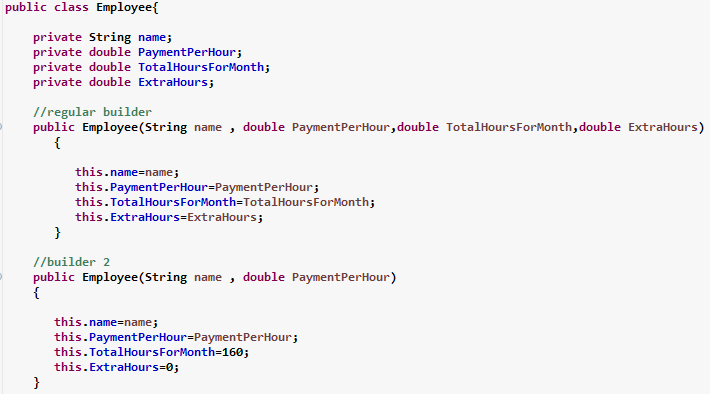 public class Employee{
private String name;
private double PaymentPerHour;
private double TotalHoursForMonth;
private double ExtraHours;
//regular builder
public Employee(String name , double PaymentPerHour,double TotalHoursForMonth,double ExtraHours)
{
this.name=name;
this.PaymentPerHour=PaymentPerHour;
this.TotalHoursForMonth=TotalHoursForMonth;
this.ExtraHours=ExtraHours;
}
//builder 2
public Employee(String name , double PaymentPerHour)
{
this.name=name;
this.PaymentPerHour=PaymentPerHour;
this.TotalHoursForMonth=160;
this.ExtraHours=0;
}